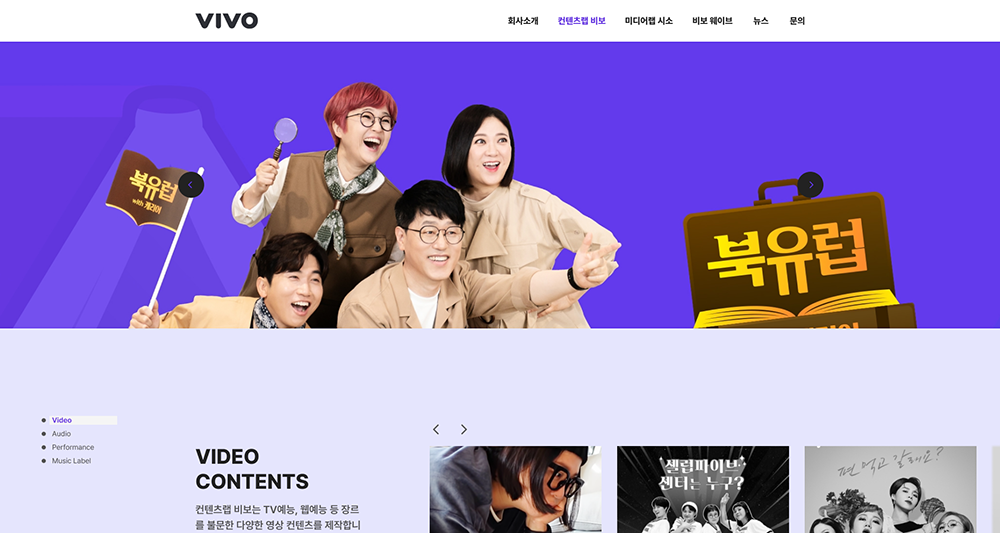 VIVO
회사소개 컨텐츠랩 비보 미디어랩 시소 비보 웨이브 뉴스 문의
북유럽
with 캐리어
북유럽
Video
Audio
Performance
Music Label
VIDEO
CONTENTS
컨텐츠랩 비보는 TV예능, 웹예능 등 장르
를 불문한 다양한 영상 컨텐츠를 제작합니
셀럽파이브
센터는 누구?
편 먹고 갈래요?